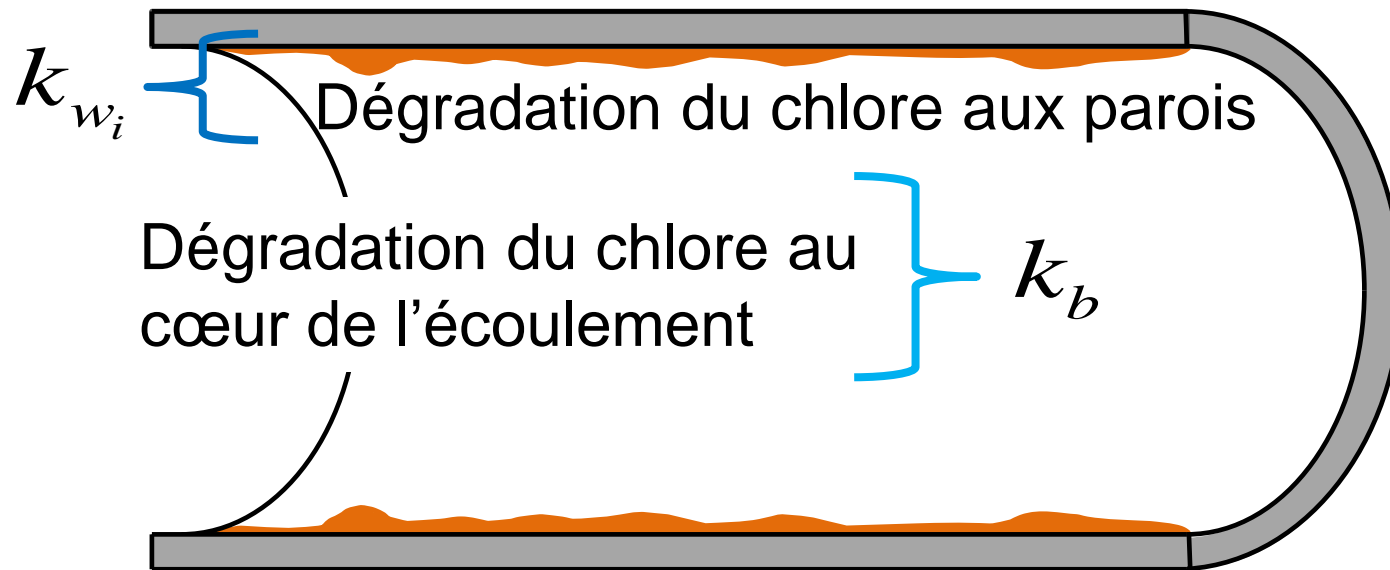 k_{w_i}
Dégradation du chlore aux parois
Dégradation du chlore au
cœur de l'écoulement
k_b